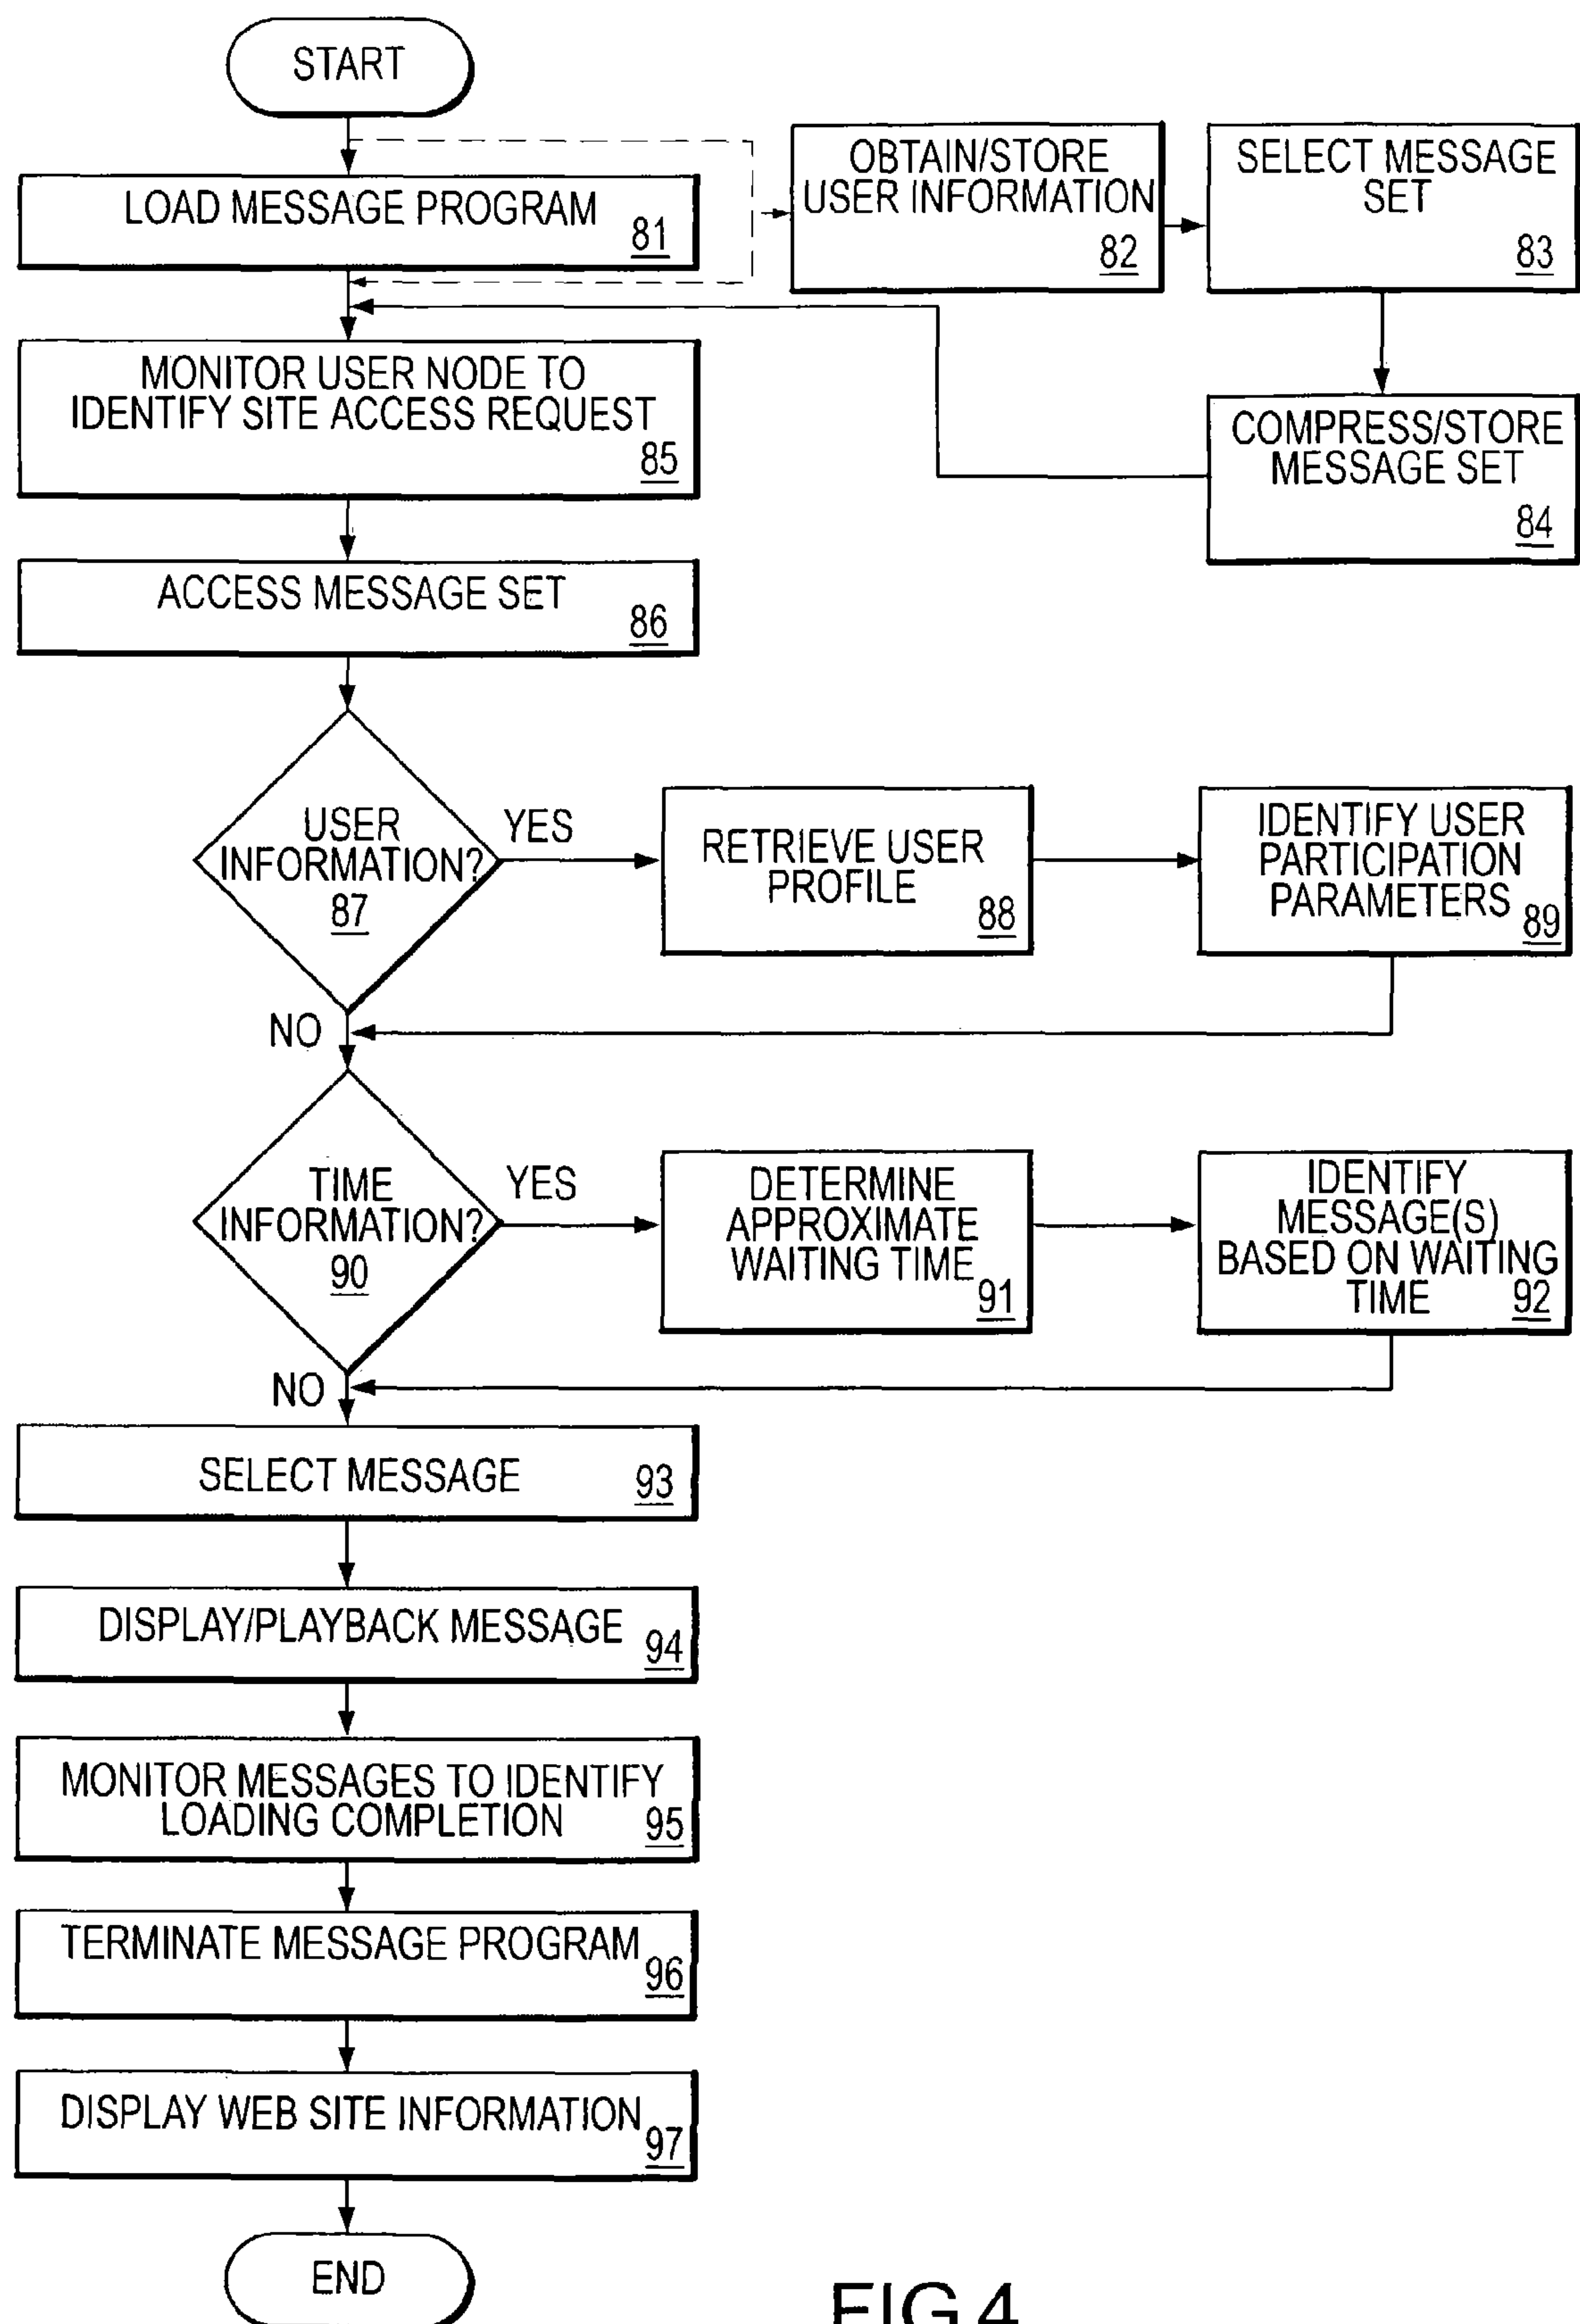 START
LOAD MESSAGE PROGRAM
81
OBTAIN/STORE
USER INFORMATION
82
SELECT MESSAGE
SET
83
COMPRESS/STORE
MESSAGE SET
84
MONITOR USER NODE TO
IDENTIFY SITE ACCESS REQUEST
85
ACCESS MESSAGE SET
86
USER
INFORMATION?
87
YES
NO
RETRIEVE USER
PROFILE
88
IDENTIFY USER
PARTICIPATION
PARAMETERS
89
TIME
INFORMATION?
90
YES
NO
DETERMINE
APPROXIMATE
WAITING TIME
91
IDENTIFY
MESSAGE(S)
BASED ON WAITING
TIME
92
SELECT MESSAGE
93
DISPLAY/PLAYBACK MESSAGE
94
MONITOR MESSAGES TO IDENTIFY
LOADING COMPLETION
95
TERMINATE MESSAGE PROGRAM
96
DISPLAY WEB SITE INFORMATION
97
END
FIG.4